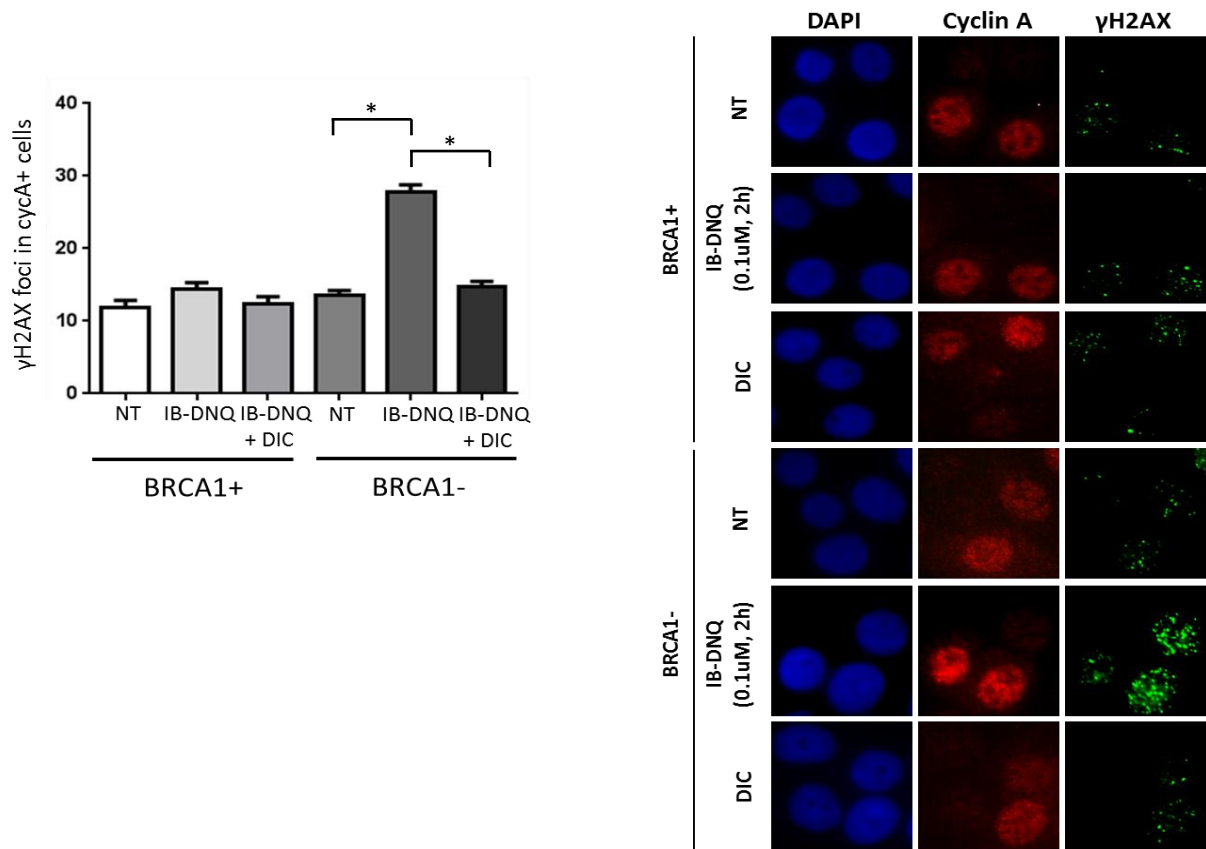 γH2AX foci in cycA+ cells
40
30
20
10
0
*
*
NT
IB-DNQ
IB-DNQ
+ DIC
NT
IB-DNQ
IB-DNQ
+ DIC
BRCA1+
BRCA1-
DAPI
Cyclin A
γH2AX
BRCA1+
NT
IB-DNQ
(0.1uM, 2h)
DIC
BRCA1-
NT
IB-DNQ
(0.1uM, 2h)
DIC